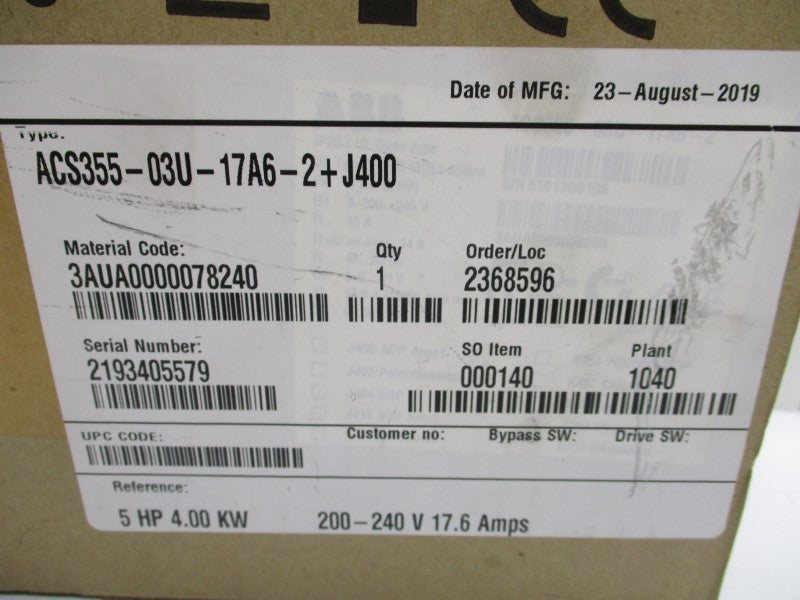 Date of MFG: 23-August-2019
Type:
ACS355-03U-17A6-2+J400
Material Code: Qty Order/Loc
3AUA0000078240 1 2368596
Serial Number: SO Item Plant
2193405579 000140 1040
UPC CODE: Customer no: Bypass SW: Drive SW:
Reference:
5 HP 4.00 KW 200-240 V 17.6 Amps